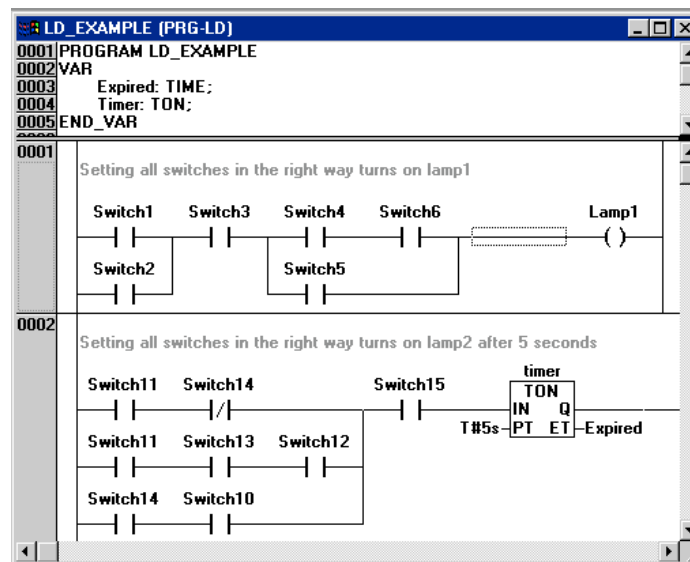 LD_EXAMPLE (PRG-LD)
0001 PROGRAM LD_EXAMPLE
0002 VAR
0003 Expired: TIME;
0004 Timer: TON;
0005 END_VAR
0001
Setting all switches in the right way turns on lamp1
Switch1 Switch3 Switch4 Switch6 Lamp1
Switch2 Switch5
0002
Setting all switches in the right way turns on lamp2 after 5 seconds
timer
Switch11 Switch14 Switch15 TON
IN Q
T#5s PT ET Expired
Switch11 Switch13 Switch12
Switch14 Switch10